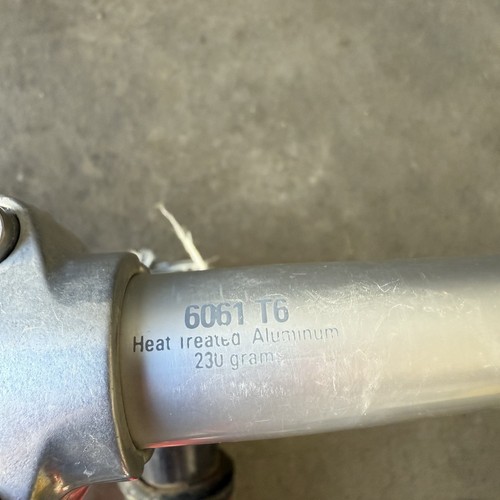 6061 T6
Heat Treated Aluminum
230 grams